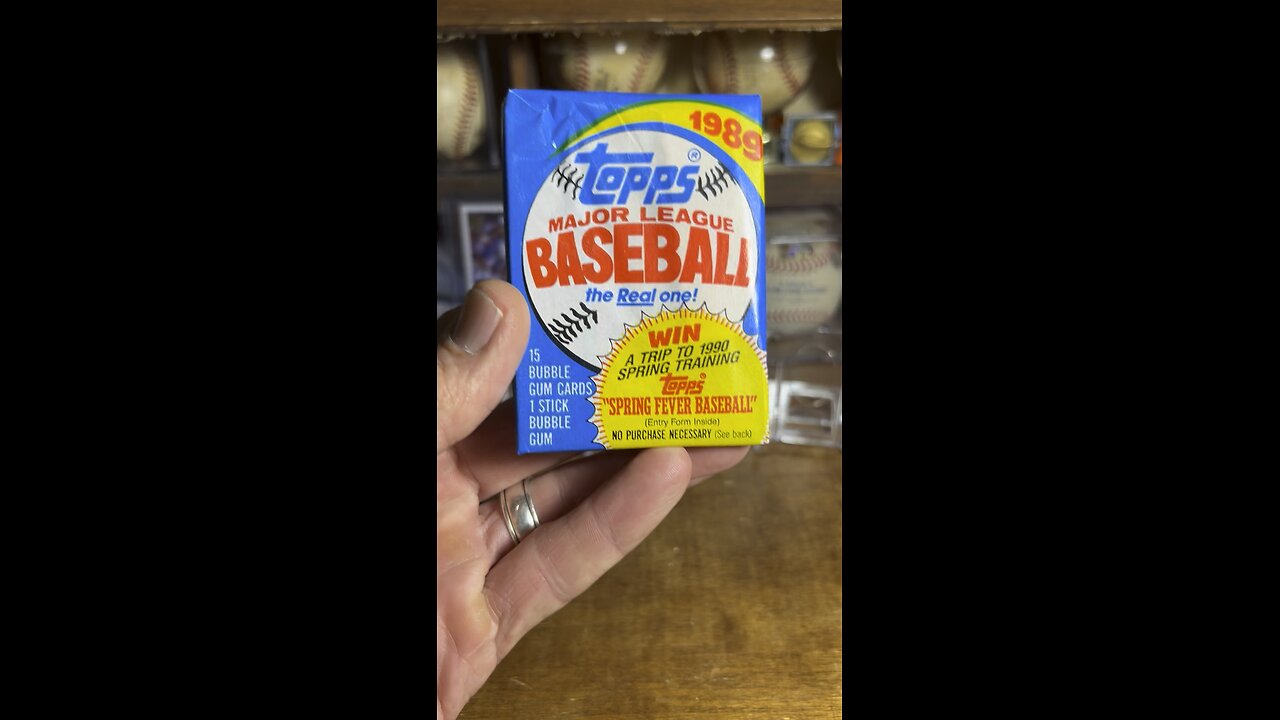 1989
topps®
MAJOR LEAGUE
BASEBALL
the Real one!
WIN
A TRIP TO 1990
SPRING TRAINING
topps®
"SPRING FEVER BASEBALL"
(Entry Form Inside)
NO PURCHASE NECESSARY (See back)
15
BUBBLE
GUM CARDS
1 STICK
BUBBLE
GUM